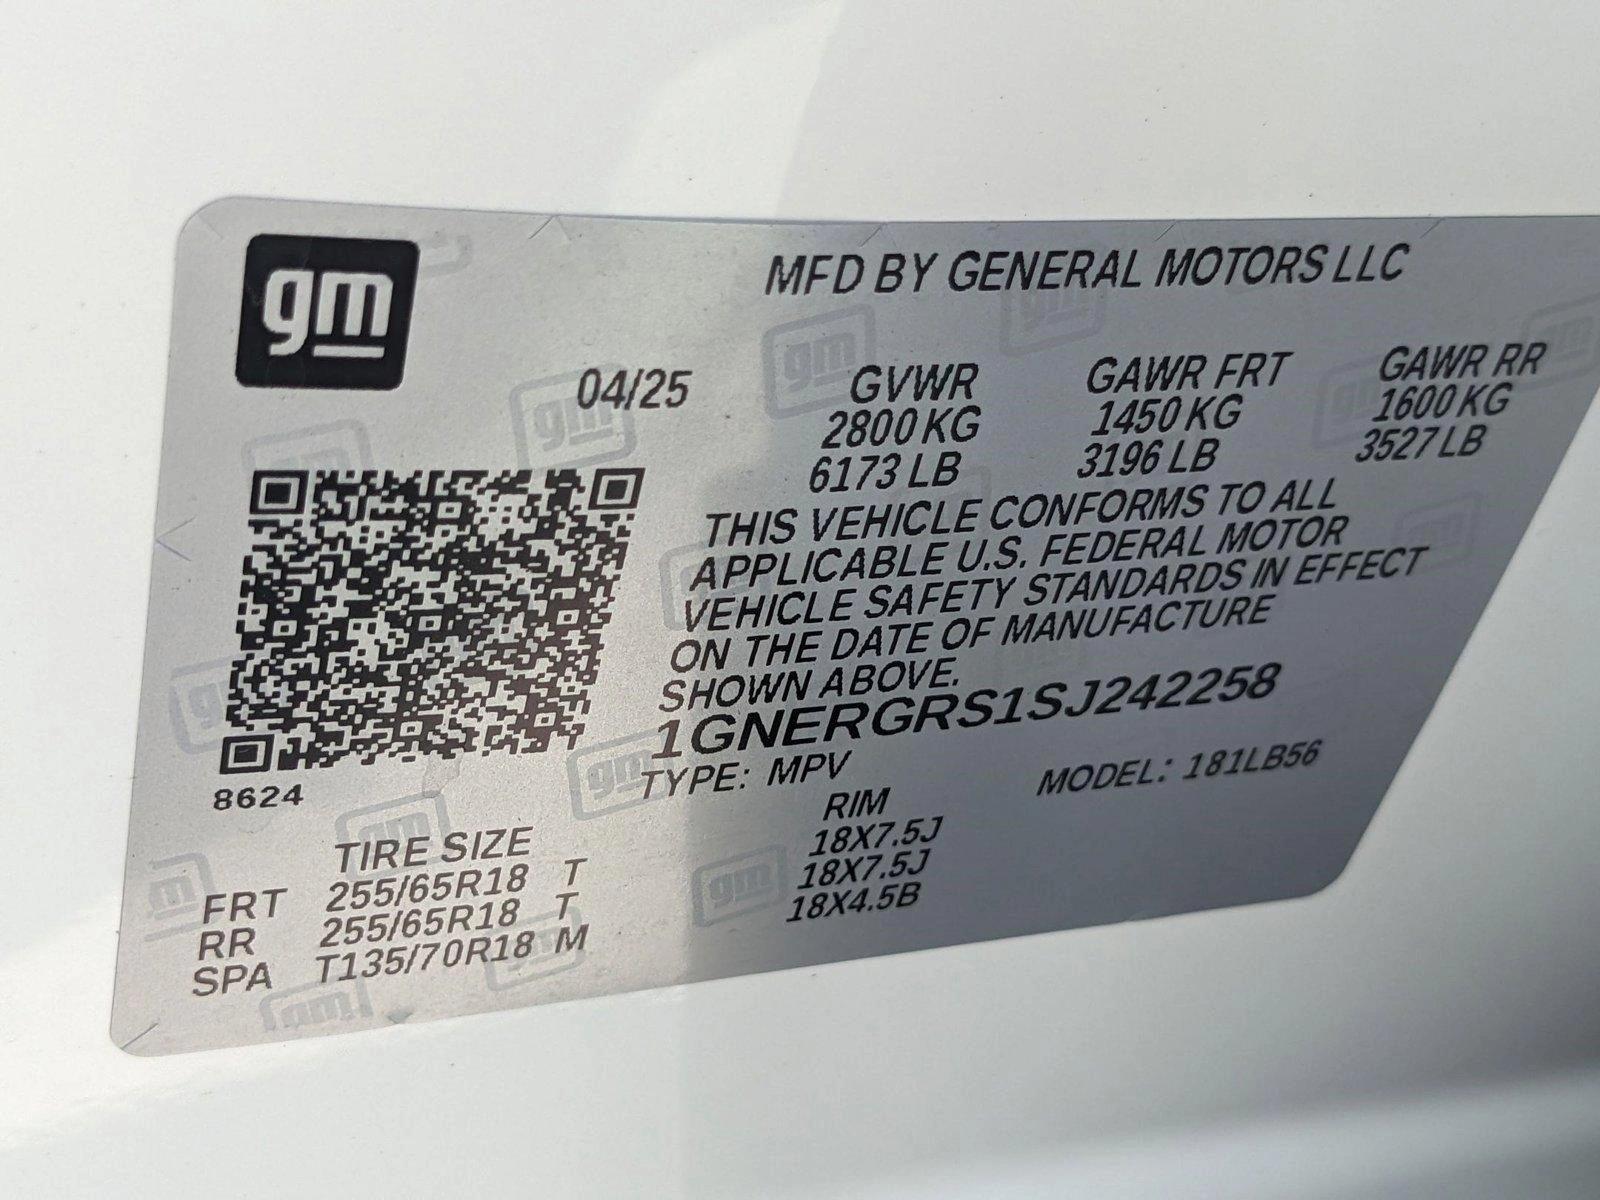 gm
MFD BY GENERAL MOTORS LLC
04/25 GVWR GAWR FRT GAWR RR
2800 KG 1450 KG 1600 KG
6173 LB 3196 LB 3527 LB
THIS VEHICLE CONFORMS TO ALL
APPLICABLE U.S. FEDERAL MOTOR
VEHICLE SAFETY STANDARDS IN EFFECT
ON THE DATE OF MANUFACTURE
SHOWN ABOVE.
1GNERGRS1SJ242258
TYPE: MPV MODEL: 181LB56
8624
TIRE SIZE RIM
FRT 255/65R18 T 18X7.5J
RR 255/65R18 T 18X7.5J
SPA T135/70R18 M 18X4.5B